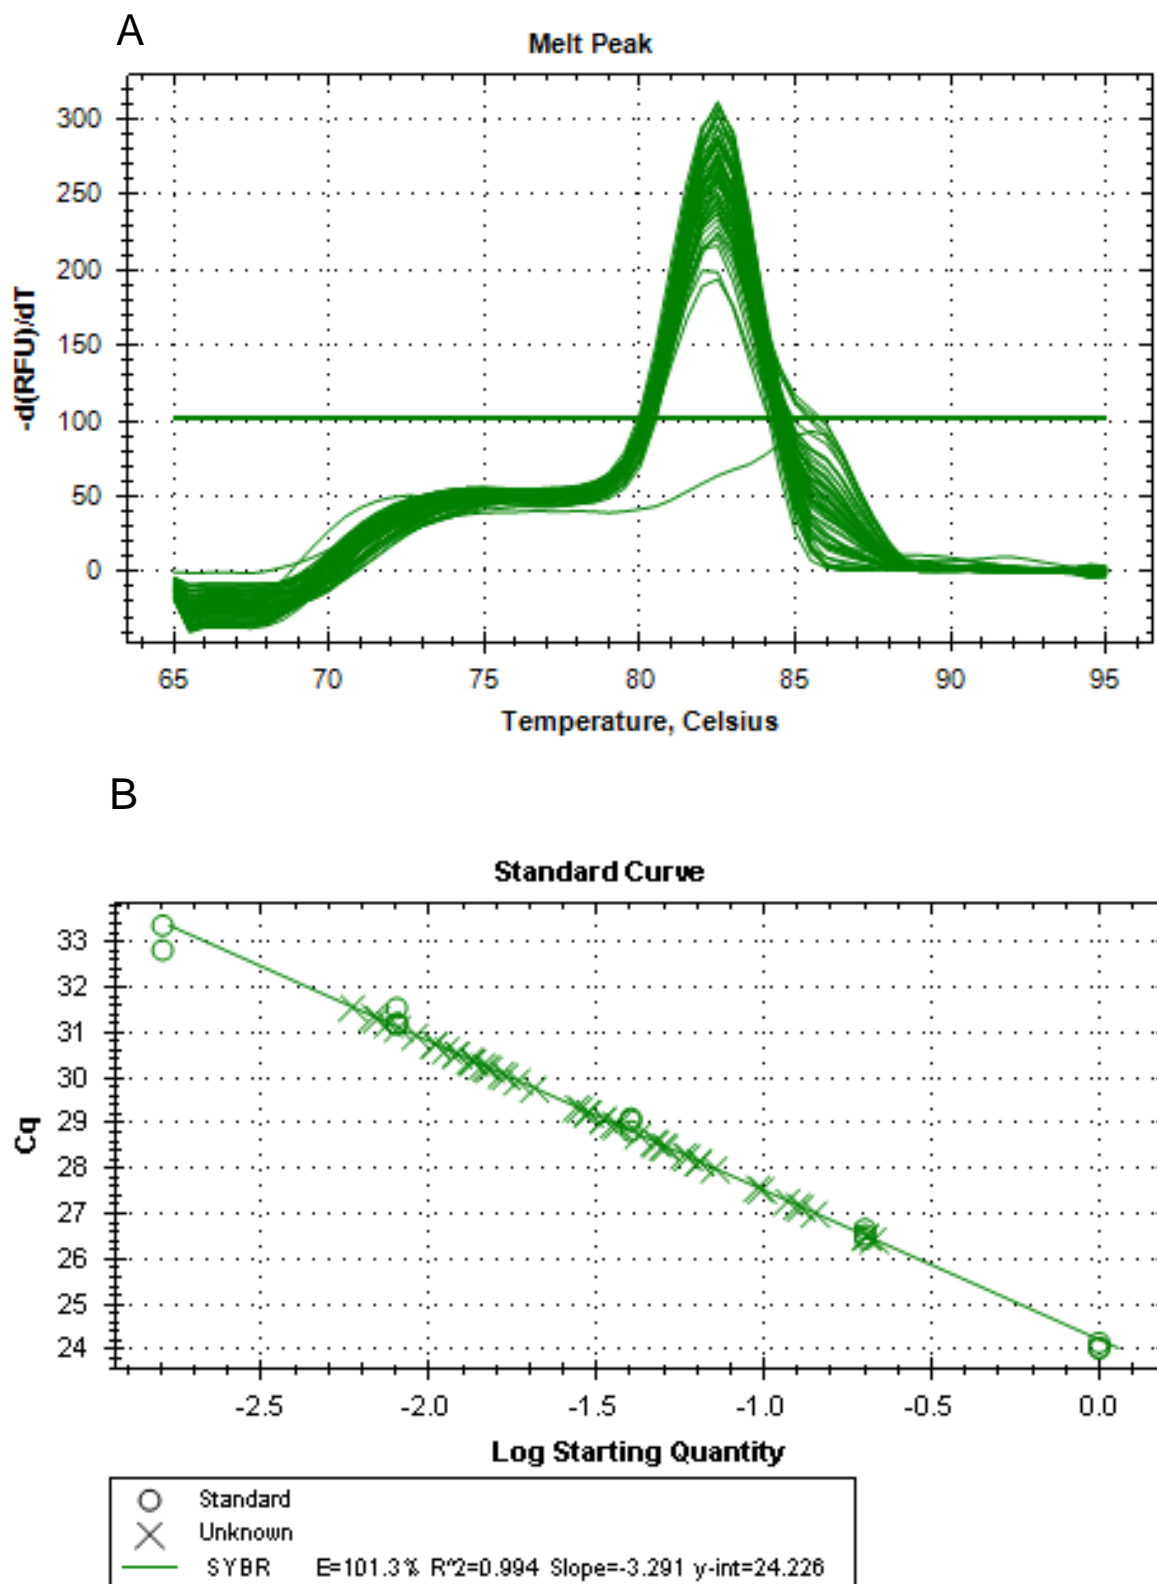 A
Melt Peak
300
250
200
150
100
50
0
-d(RFU)/dT
65 70 75 80 85 90 95
Temperature, Celsius
B
Standard Curve
33
32
31
30
29
28
27
26
25
24
Cq
-2.5 -2.0 -1.5 -1.0 -0.5 0.0
Log Starting Quantity
Standard
Unknown
SYBR E=101.3% R^2=0.994 Slope=-3.291 y-int=24.226